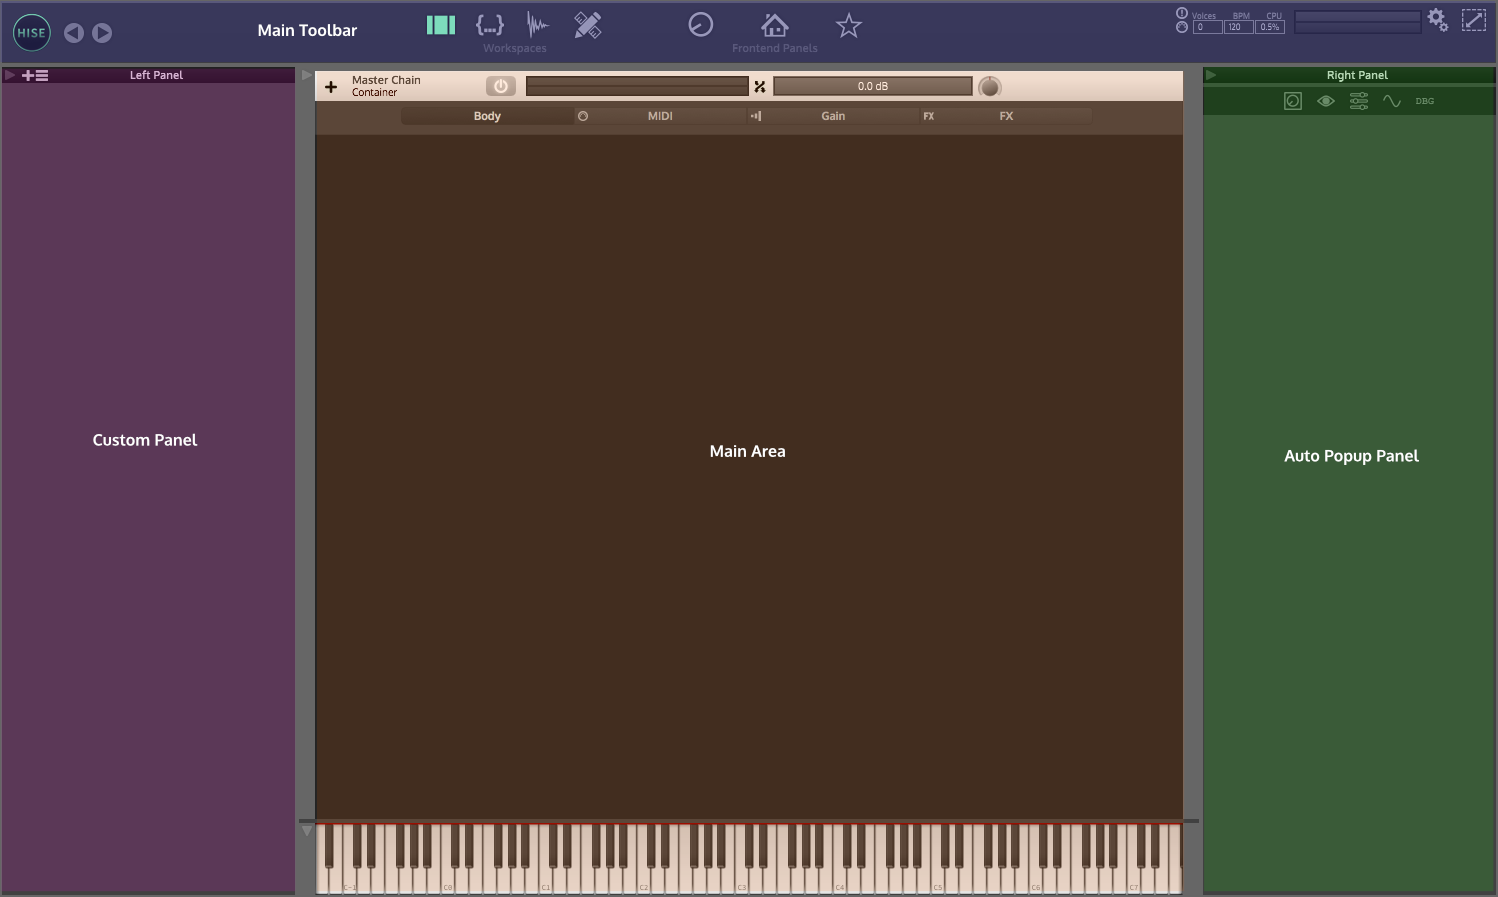 HISE
Main Toolbar
{...}
Workspaces
Frontend Panels
Voices BPM CPU
0 120 0.5%
Left Panel
Master Chain
Container
0.0 dB
Right Panel
Body MIDI Gain FX FX
DBG
Custom Panel
Main Area
Auto Popup Panel
C-1 C0 C1 C2 C3 C4 C5 C6 C7